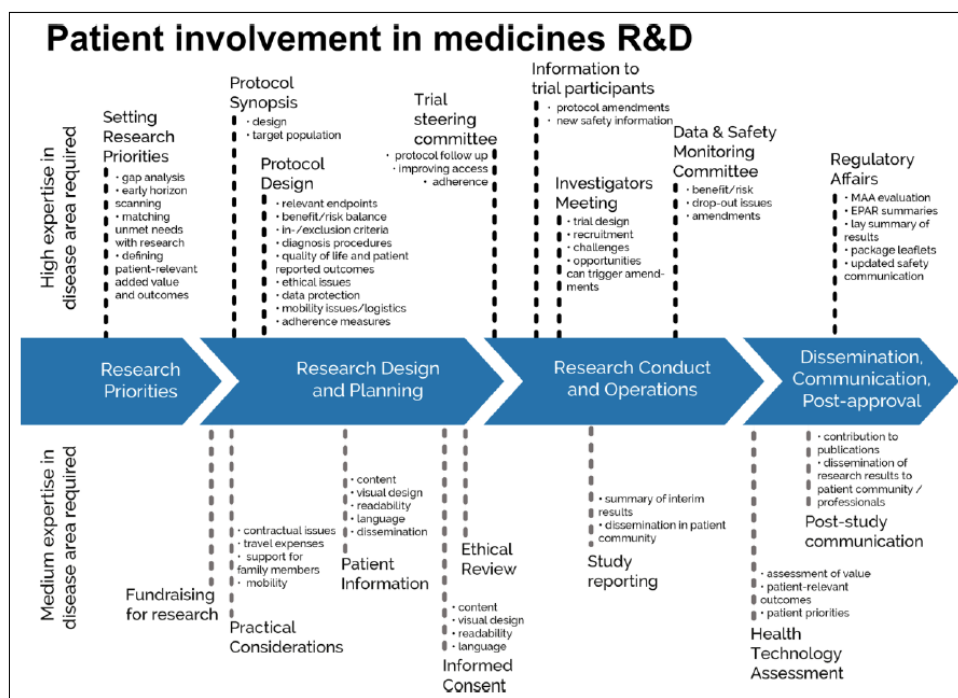 Patient involvement in medicines R&D
High expertise in
disease area required
Setting
Research
Priorities
• gap analysis
• early horizon
scanning
• matching
unmet needs
with research
• defining
patient-relevant
added value
and outcomes
Protocol
Synopsis
• design
• target population
Protocol
Design
• relevant endpoints
• benefit/risk balance
• in-/exclusion criteria
• diagnosis procedures
• quality of life and patient
reported outcomes
• ethical issues
• data protection
• mobility issues/logistics
• adherence measures
Trial
steering
committee
• protocol follow up
• improving access
• adherence
Information to
trial participants
• protocol amendments
• new safety information
Investigators
Meeting
• trial design
• recruitment
• challenges
• opportunities
can trigger amend-
ments
Data & Safety
Monitoring
Committee
• benefit/risk
• drop-out issues
• amendments
Regulatory
Affairs
• MAA evaluation
• EPAR summaries
• lay summary of
results
• package leaflets
• updated safety
communication
Research
Priorities
Research Design
and Planning
Research Conduct
and Operations
Dissemination,
Communication,
Post-approval
Medium expertise in
disease area required
Fundraising
for research
• contractual issues
• travel expenses
• support for
family members
• mobility
Practical
Considerations
• content
• visual design
• readability
• language
• dissemination
Patient
Information
Ethical
Review
• content
• visual design
• readability
• language
Informed
Consent
• summary of interim
results
• dissemination in patient
community
Study
reporting
• contribution to
publications
• dissemination of
research results to
patient community /
professionals
Post-study
communication
• assessment of value
• patient-relevant
outcomes
• patient priorities
Health
Technology
Assessment